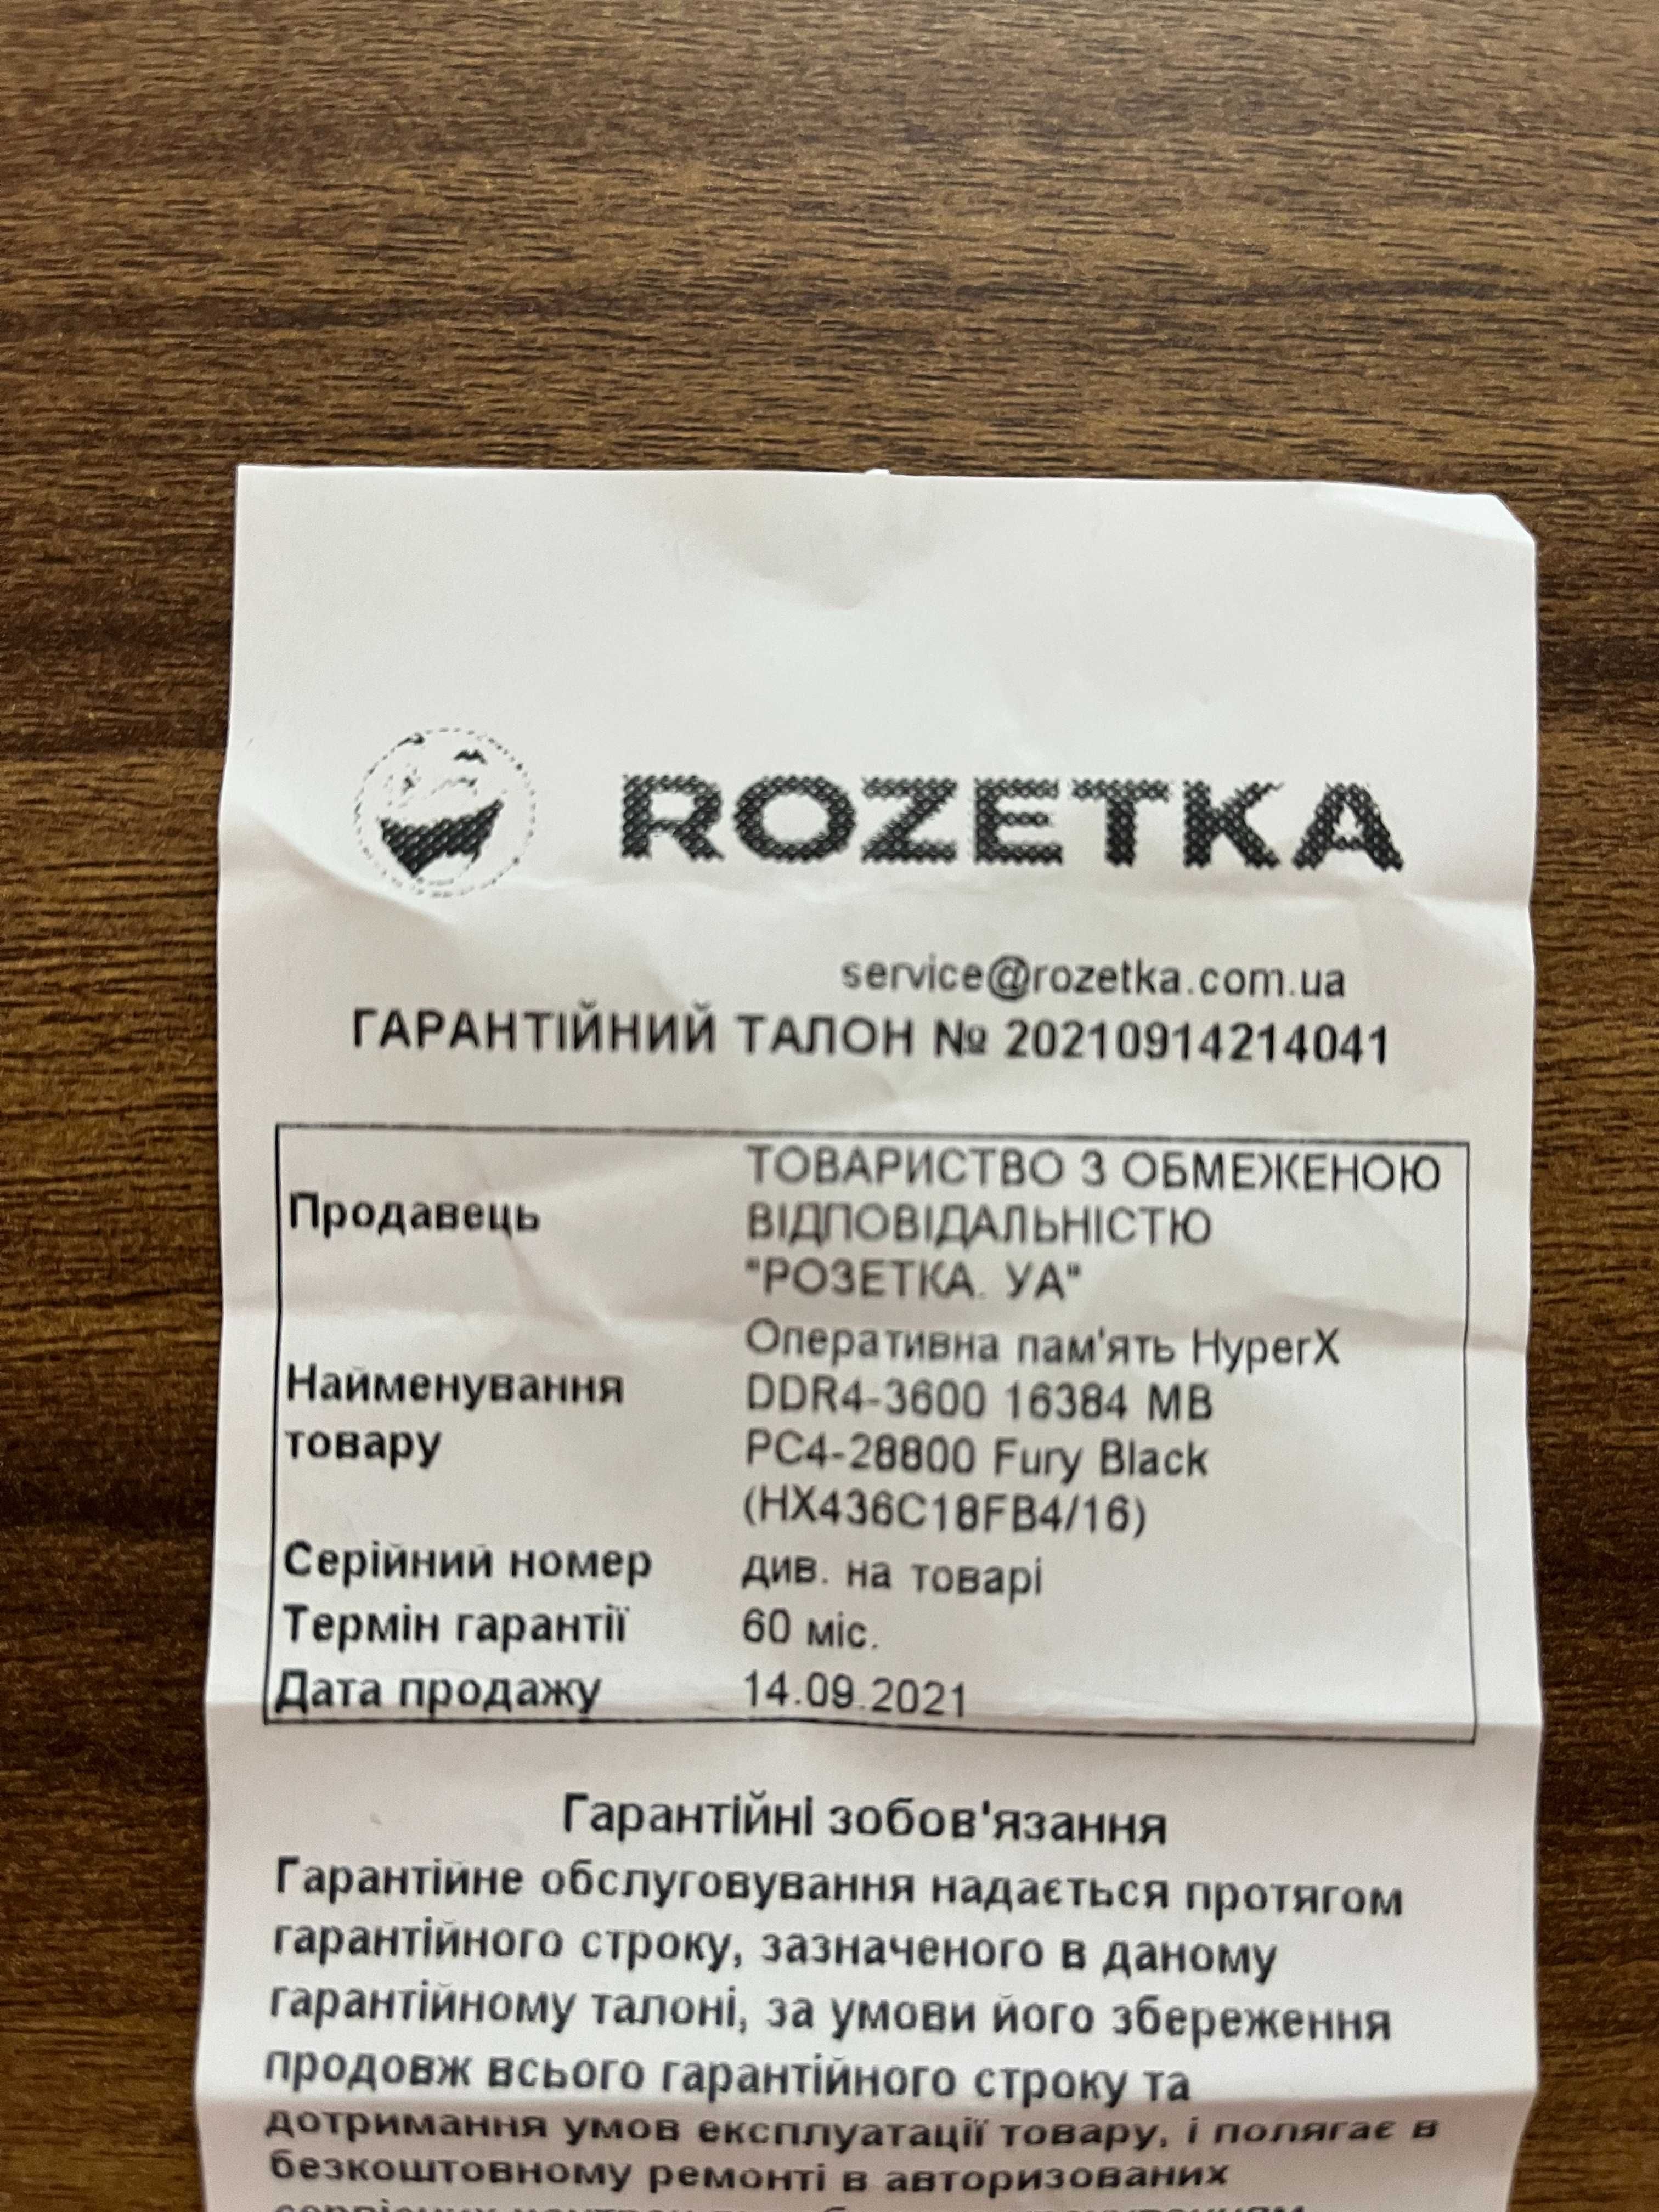 ROZETKA
service@rozetka.com.ua
ГАРАНТІЙНИЙ ТАЛОН № 20210914214041
Продавець
ТОВАРИСТВО З ОБМЕЖЕНОЮ
ВІДПОВІДАЛЬНІСТЮ
"РОЗЕТКА. УА"
Найменування
товару
Оперативна пам'ять HyperX
DDR4-3600 16384 MB
PC4-28800 Fury Black
(HX436C18FB4/16)
Серійний номер див. на товарі
Термін гарантії 60 міс.
Дата продажу 14.09.2021
Гарантійні зобов'язання
Гарантійне обслуговування надається протягом
гарантійного строку, зазначеного в даному
гарантійному талоні, за умови його збереження
продовж всього гарантійного строку та
дотримання умов експлуатації товару, і полягає в
безкоштовному ремонті в авторизованих